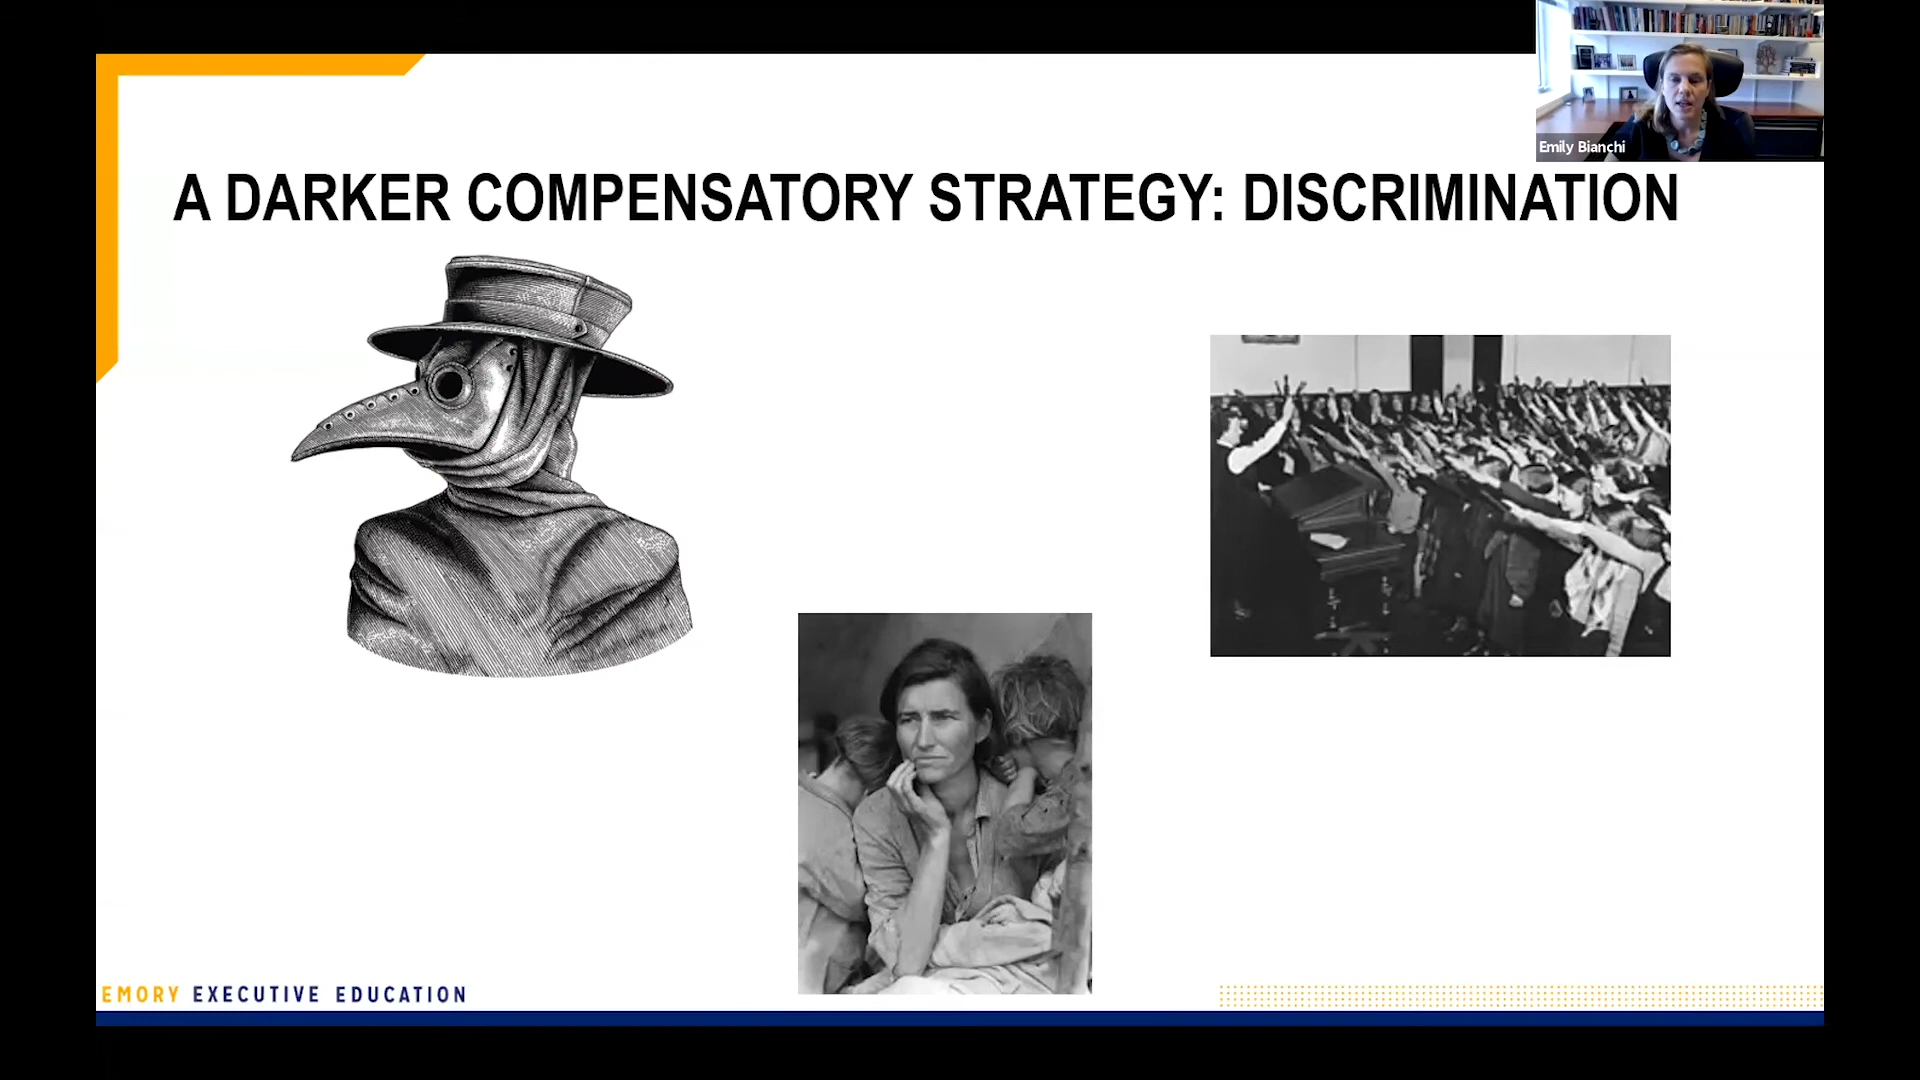 Emily Bianchi
A DARKER COMPENSATORY STRATEGY: DISCRIMINATION
EMORY EXECUTIVE EDUCATION